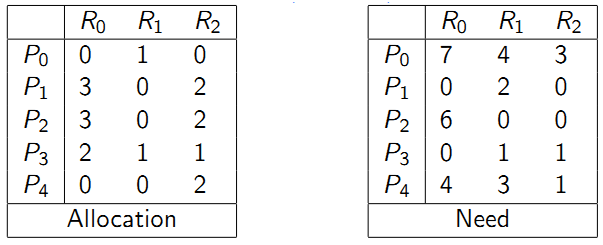 R0 R1 R2
P0 0 1 0
P1 3 0 2
P2 3 0 2
P3 2 1 1
P4 0 0 2
Allocation
R0 R1 R2
P0 7 4 3
P1 0 2 0
P2 6 0 0
P3 0 1 1
P4 4 3 1
Need